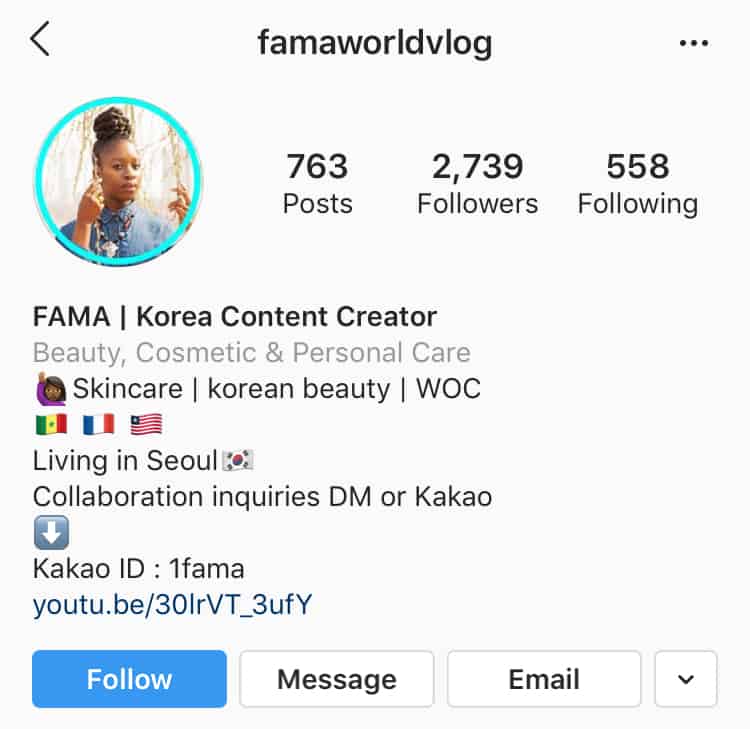 famaworldvlog
763 2,739 558
Posts Followers Following
FAMA | Korea Content Creator
Beauty, Cosmetic & Personal Care
🙋🏾‍♀️Skincare | korean beauty | WOC
🇸🇳 🇫🇷 🇱🇷
Living in Seoul🇰🇷
Collaboration inquiries DM or Kakao
⬇️
Kakao ID : 1fama
youtu.be/30lrVT_3ufY
Follow Message Email